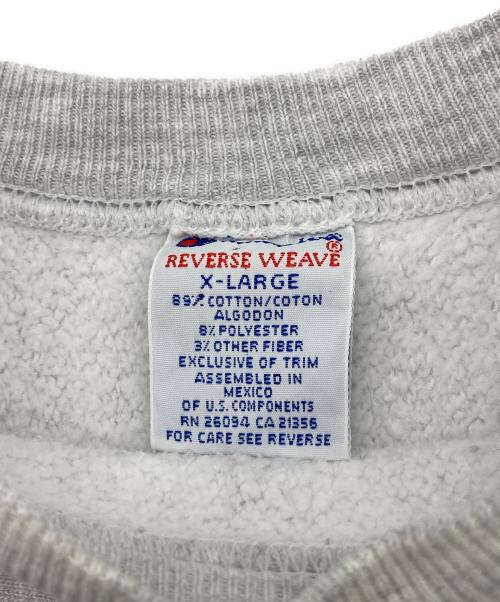 ®
REVERSE WEAVE
X-LARGE
89% COTTON/COTON
ALGODON
8% POLYESTER
3% OTHER FIBER
EXCLUSIVE OF TRIM
ASSEMBLED IN
MEXICO
OF U.S. COMPONENTS
RN 26094 CA 21356
FOR CARE SEE REVERSE